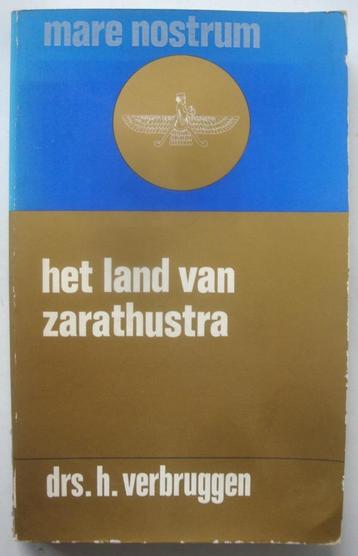 mare nostrum
het land van
zarathustra
drs. h. verbruggen